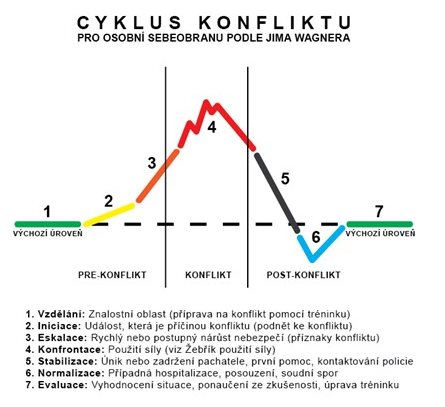 CYKLUS KONFLIKTU
PRO OSOBNÍ SEBEOBRANU PODLE JIMA WAGNERA
4
3
5
1
2
7
6
VÝCHOZÍ ÚROVEŇ
VÝCHOZÍ ÚROVEŇ
PRE-KONFLIKT
KONFLIKT
POST-KONFLIKT
1. Vzdělání: Znalostní oblast (příprava na konflikt pomocí tréninku)
2. Iniciace: Událost, která je příčinou konfliktu (podnět ke konfliktu)
3. Eskalace: Rychlý nebo postupný nárůst nebezpečí (příznaky konfliktu)
4. Konfrontace: Použití síly (viz Žebřík použití síly)
5. Stabilizace: Únik nebo zadržení pachatele, první pomoc, kontaktování policie
6. Normalizace: Případná hospitalizace, posouzení, soudní spor
7. Evaluace: Vyhodnocení situace, ponaučení ze zkušenosti, úprava tréninku